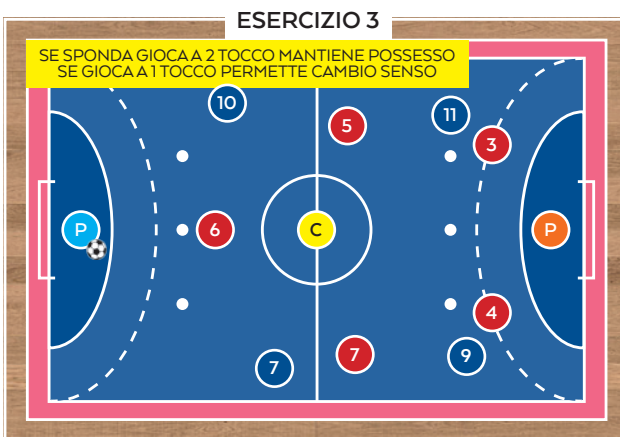 ESERCIZIO 3
SE SPONDA GIOCA A 2 TOCCO MANTIENE POSSESSO
SE GIOCA A 1 TOCCO PERMETTE CAMBIO SENSO
10
5
11
3
P
6
C
P
4
7
7
9